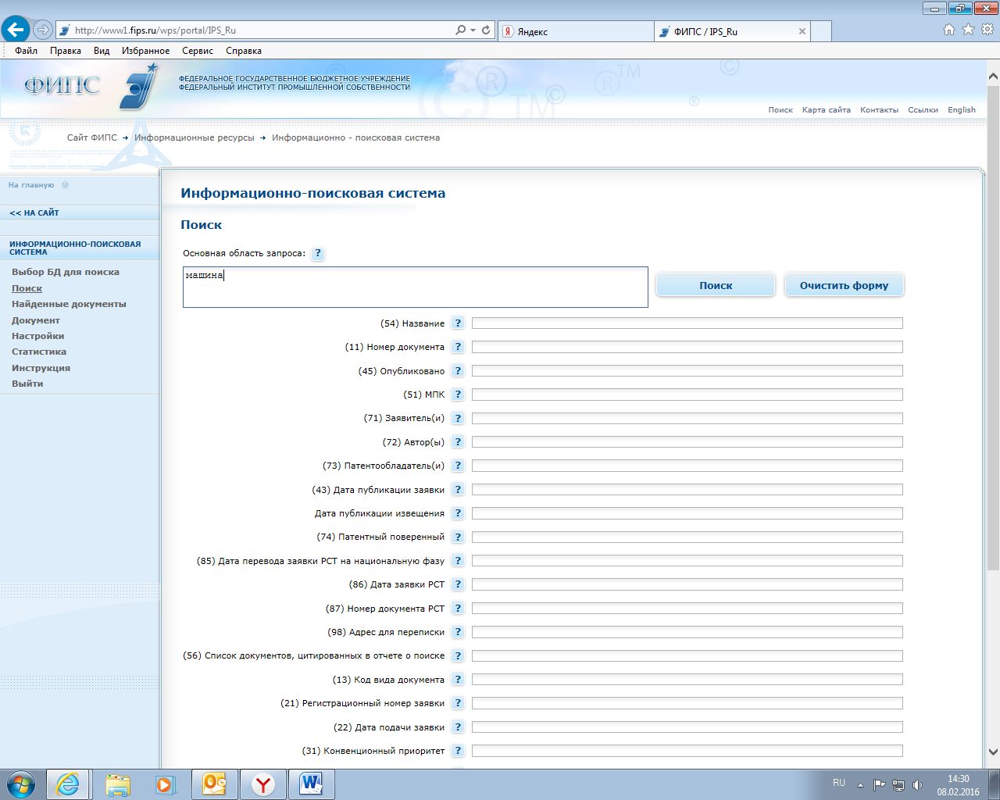 http://www1.fips.ru/wps/portal/IPS_Ru
Яндекс
ФИПС / IPS_Ru
Файл Правка Вид Избранное Сервис Справка
ФИПС
ФЕДЕРАЛЬНОЕ ГОСУДАРСТВЕННОЕ БЮДЖЕТНОЕ УЧРЕЖДЕНИЕ
ФЕДЕРАЛЬНЫЙ ИНСТИТУТ ПРОМЫШЛЕННОЙ СОБСТВЕННОСТИ
Поиск Карта сайта Контакты Ссылки English
Сайт ФИПС → Информационные ресурсы → Информационно - поисковая система
На главную
<< НА САЙТ
ИНФОРМАЦИОННО-ПОИСКОВАЯ
СИСТЕМА
Выбор БД для поиска
Поиск
Найденные документы
Документ
Настройки
Статистика
Инструкция
Выйти
Информационно-поисковая система
Поиск
Основная область запроса: ?
машина
Поиск
Очистить форму
(54) Название ?
(11) Номер документа ?
(45) Опубликовано ?
(51) МПК ?
(71) Заявитель(и) ?
(72) Автор(ы) ?
(73) Патентообладатель(и) ?
(43) Дата публикации заявки ?
Дата публикации извещения ?
(74) Патентный поверенный ?
(85) Дата перевода заявки РСТ на национальную фазу ?
(86) Дата заявки РСТ ?
(87) Номер документа РСТ ?
(98) Адрес для переписки ?
(56) Список документов, цитированных в отчете о поиске ?
(13) Код вида документа ?
(21) Регистрационный номер заявки ?
(22) Дата подачи заявки ?
(31) Конвенционный приоритет ?
RU
14:30
08.02.2016